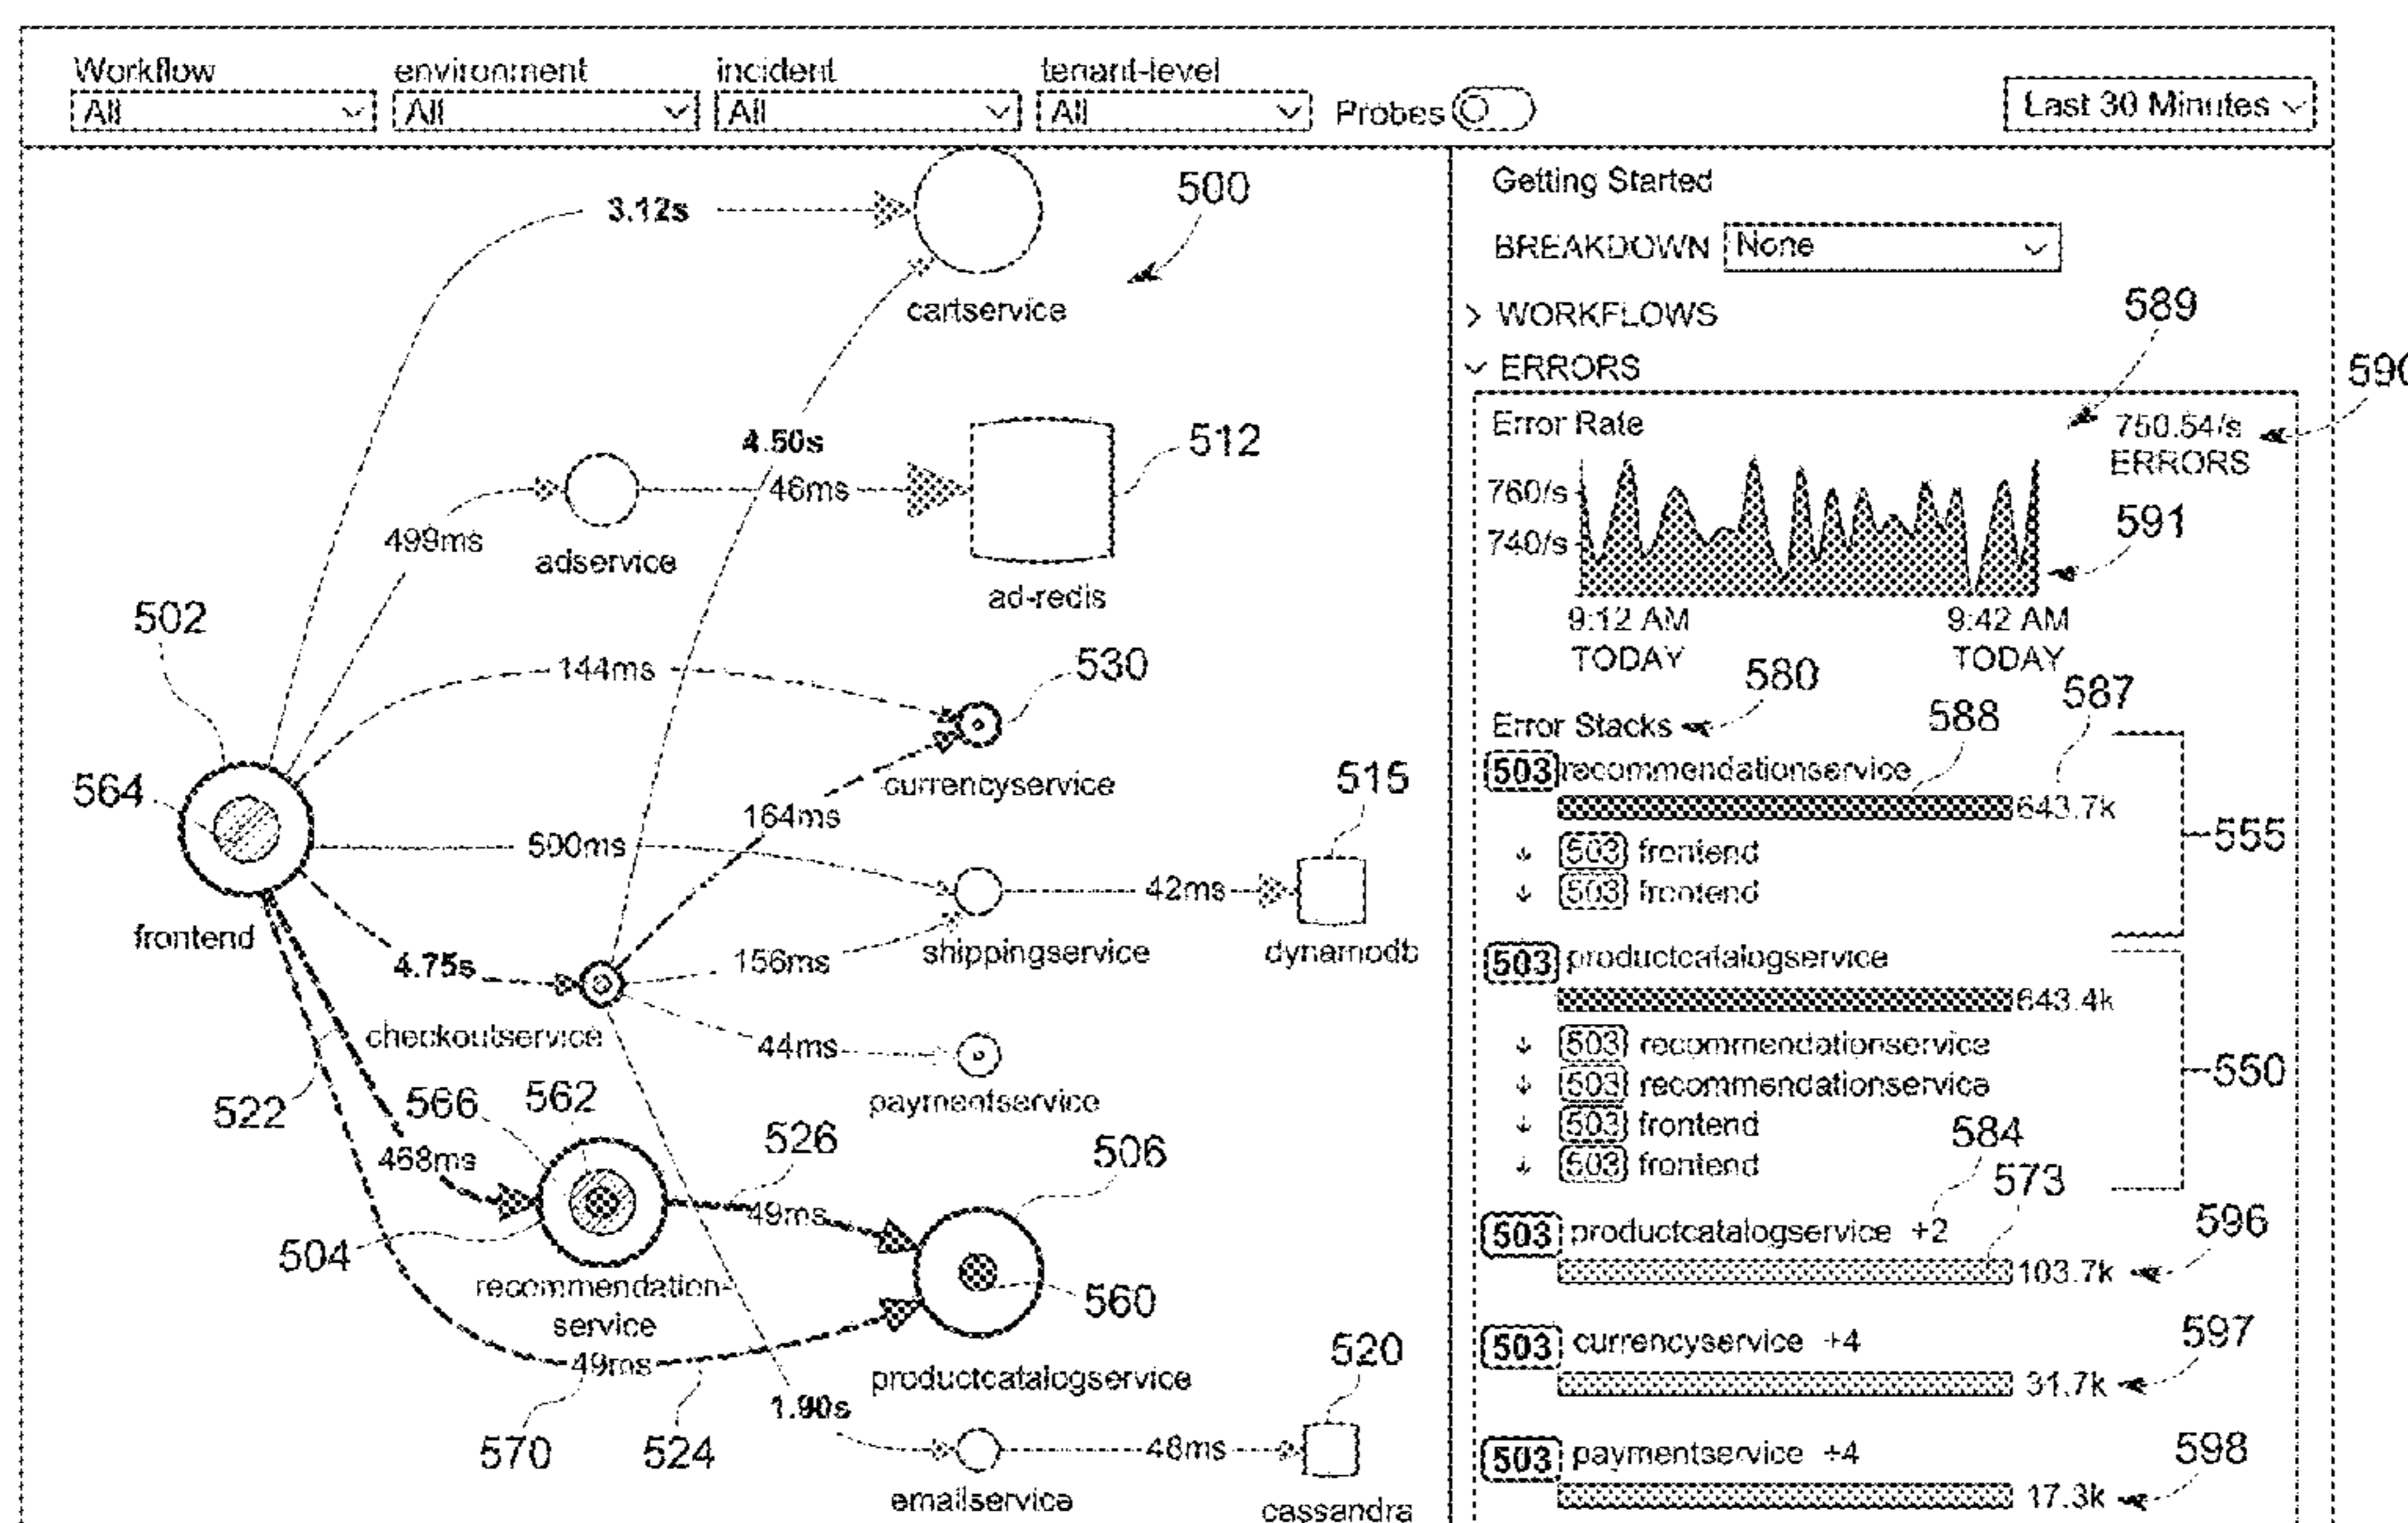 Workflow environment incident tenant-level
All All All All Probes Last 30 Minutes
3.12s
500
cartservice
4.50s
512
46ms
499ms
adservice
ad-redis
502
144ms
530
564
currencyservice
515
164ms
500ms
42ms
frontend
shippingservice
dynamodb
4.75s
156ms
checkoutservice
44ms
522
566
562
paymentservice
526
506
468ms
49ms
504
recommendation-
service
560
49ms
productcatalogservice
520
1.90s
570
524
48ms
emailservice
cassandra
Getting Started
BREAKDOWN None
WORKFLOWS
589
ERRORS
Error Rate
750.54/s
ERRORS
760/s
740/s
591
9:12 AM 9:42 AM
TODAY TODAY
580
587
Error Stacks
588
503 recommendationservice
643.7k
503 frontend
555
503 frontend
503 productcatalogservice
643.4k
503 recommendationservice
503 recommendationservice
550
503 frontend
584
503 frontend
573
503 productcatalogservice +2
596
103.7k
503 currencyservice +4
597
31.7k
503 paymentservice +4
598
17.3k